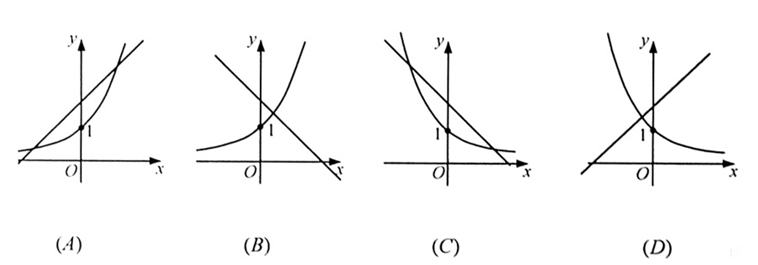 y y y y
1 1 1 1
O x O x O x O x
(A) (B) (C) (D)